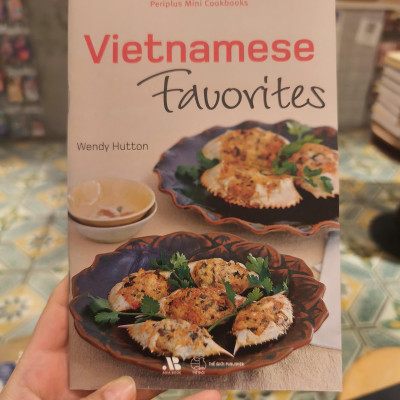 Periplus Mini Cookbooks
Vietnamese
Favorites
Wendy Hutton